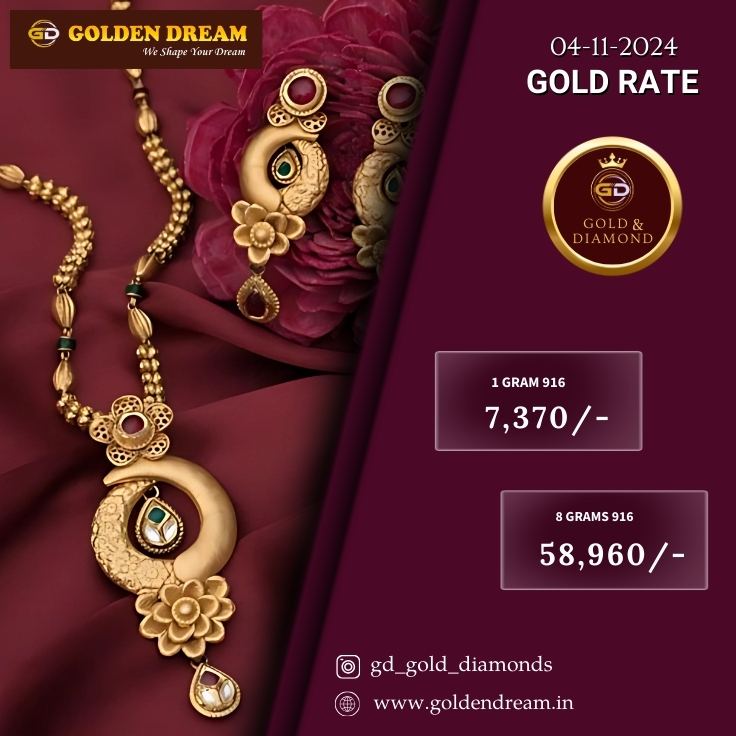 GD GOLDEN DREAM
We Shape Your Dream
04-11-2024
GOLD RATE
GD
GOLD &
DIAMOND
1 GRAM 916
7,370/-
8 GRAMS 916
58,960/-
gd_gold_diamonds
www.goldendream.in